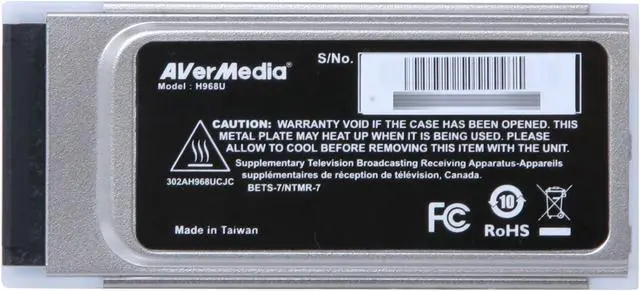 S/No.
AVerMedia®
Model : H968U
CAUTION: WARRANTY VOID IF THE CASE HAS BEEN OPENED. THIS
METAL PLATE MAY HEAT UP WHEN IT IS BEING USED. PLEASE
ALLOW TO COOL BEFORE REMOVING THIS ITEM WITH THE UNIT.
Supplementary Television Broadcasting Receiving Apparatus-Appareils
supplémentaires de réception de télévision, Canada.
302AH968UCJC
BETS-7/NTMR-7
Made in Taiwan
FC
10
RoHS